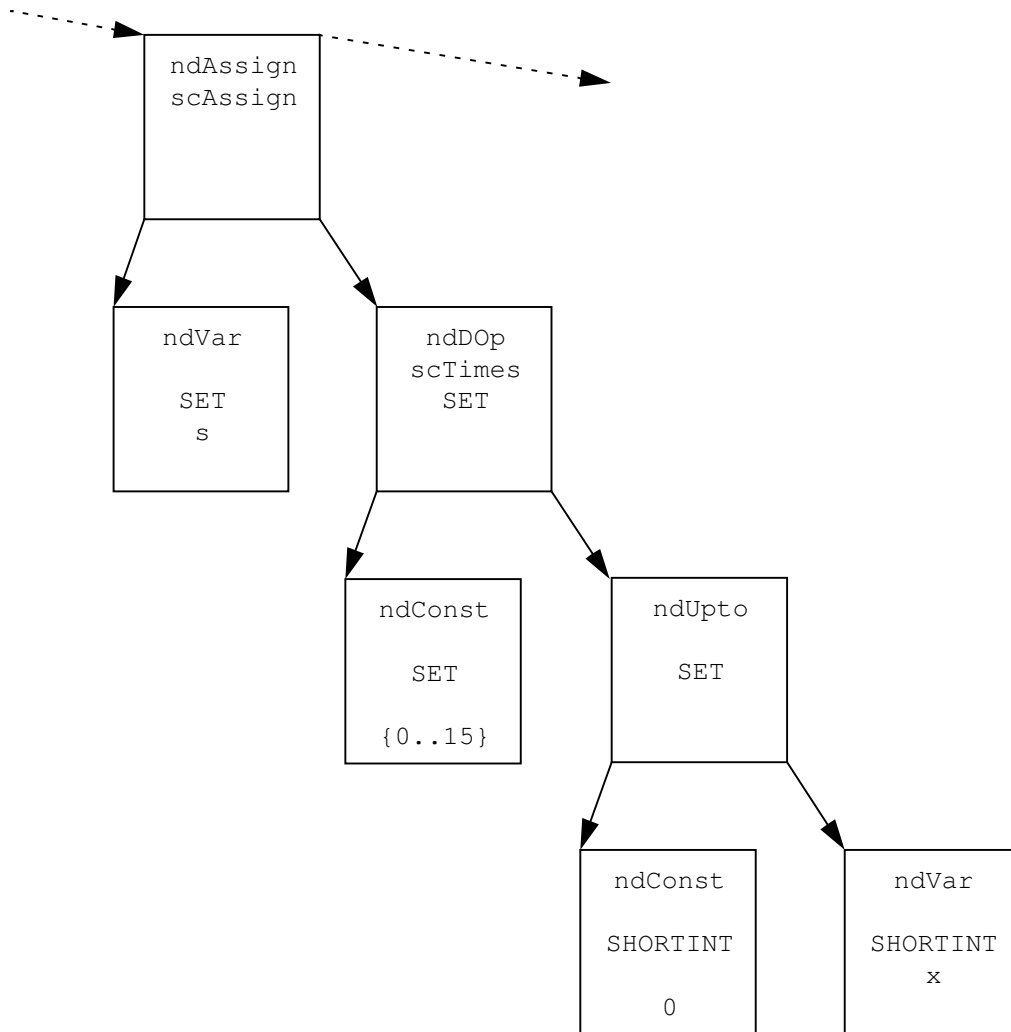 ndAssign
scAssign
ndVar
SET
s
ndDOp
scTimes
SET
ndConst
SET
{0..15}
ndUpto
SET
ndConst
SHORTINT
0
ndVar
SHORTINT
x